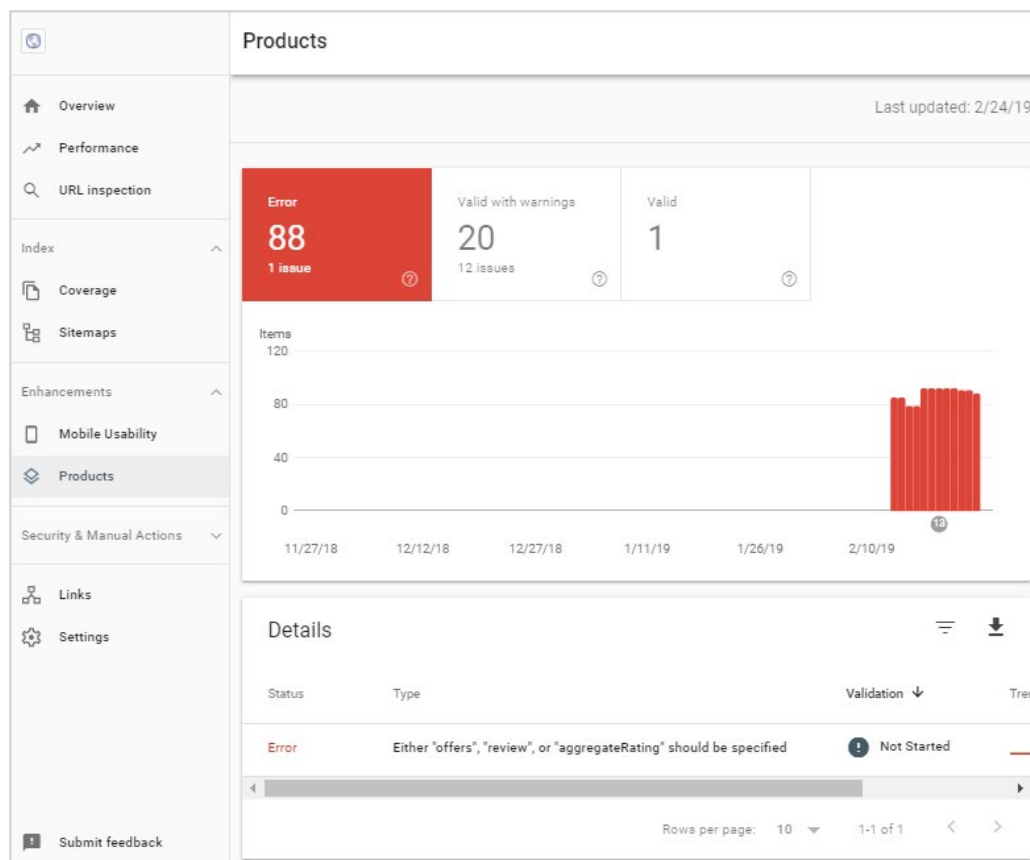 Products
Overview
Performance
URL inspection
Index
Coverage
Sitemaps
Enhancements
Mobile Usability
Products
Security & Manual Actions
Links
Settings
Submit feedback
Last updated: 2/24/19
Error
88
1 issue
Valid with warnings
20
12 issues
Valid
1
Items
120
80
40
0
13
11/27/18 12/12/18 12/27/18 1/11/19 1/26/19 2/10/19
Details
Status Type Validation Tre
Error Either "offers", "review", or "aggregateRating" should be specified Not Started
Rows per page: 10 1-1 of 1